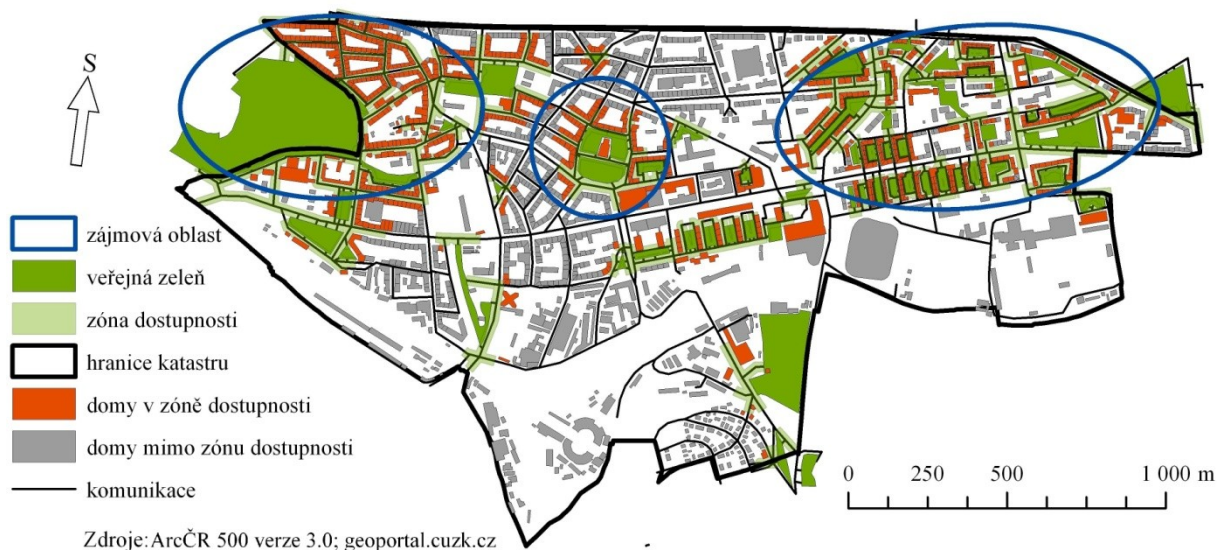 S
zájmová oblast
veřejná zeleň
zóna dostupnosti
hranice katastru
domy v zóně dostupnosti
domy mimo zónu dostupnosti
komunikace
0 250 500 1 000 m
Zdroje: ArcČR 500 verze 3.0; geoportal.cuzk.cz